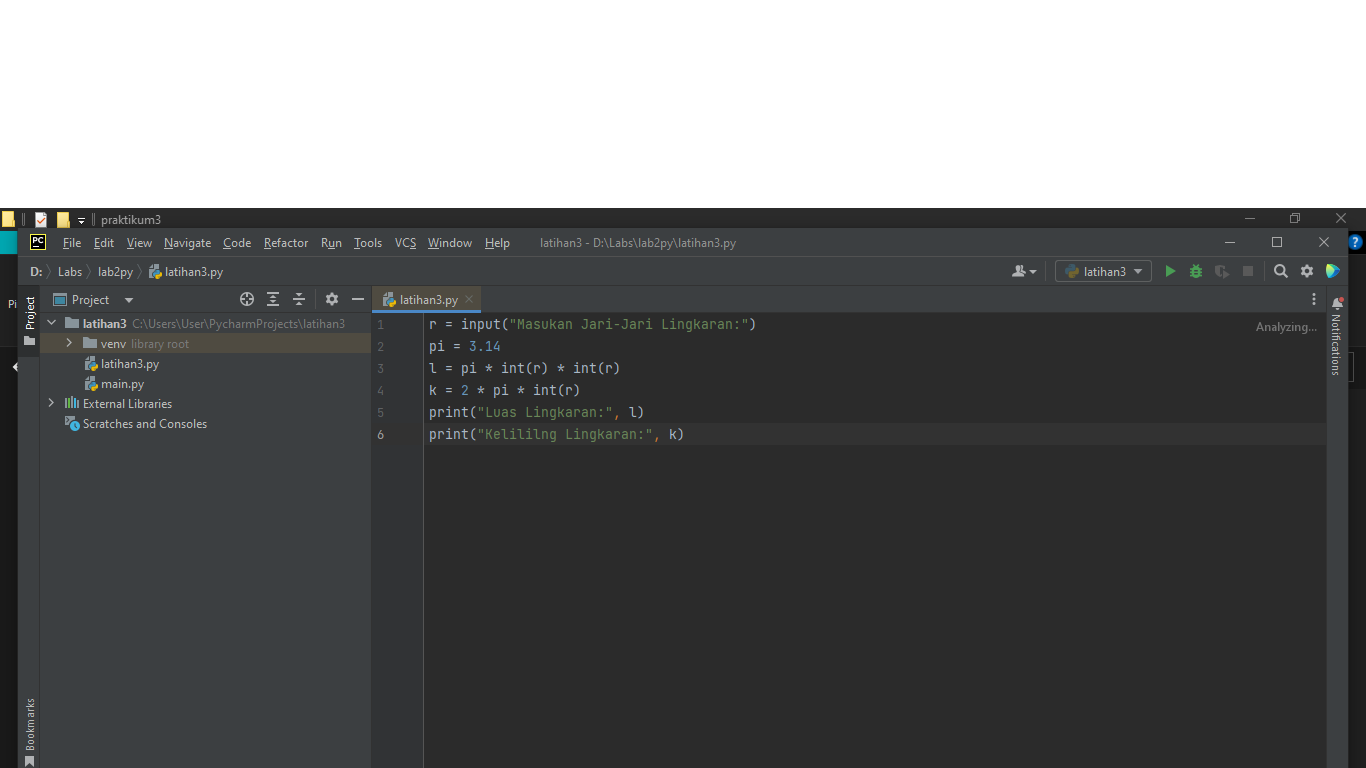 praktikum3
PC File Edit View Navigate Code Refactor Run Tools VCS Window Help latihan3 - D:\Labs\lab2py\latihan3.py
D: Labs lab2py latihan3.py latihan3
Pi
Project Project latihan3.py
latihan3 C:\Users\User\PycharmProjects\latihan3
venv library root
latihan3.py
main.py
External Libraries
Scratches and Consoles
1 r = input("Masukan Jari-Jari Lingkaran:")
2 pi = 3.14
3 l = pi * int(r) * int(r)
4 k = 2 * pi * int(r)
5 print("Luas Lingkaran:", l)
6 print("Kelililng Lingkaran:", k)
Analyzing...
Notifications
Bookmarks